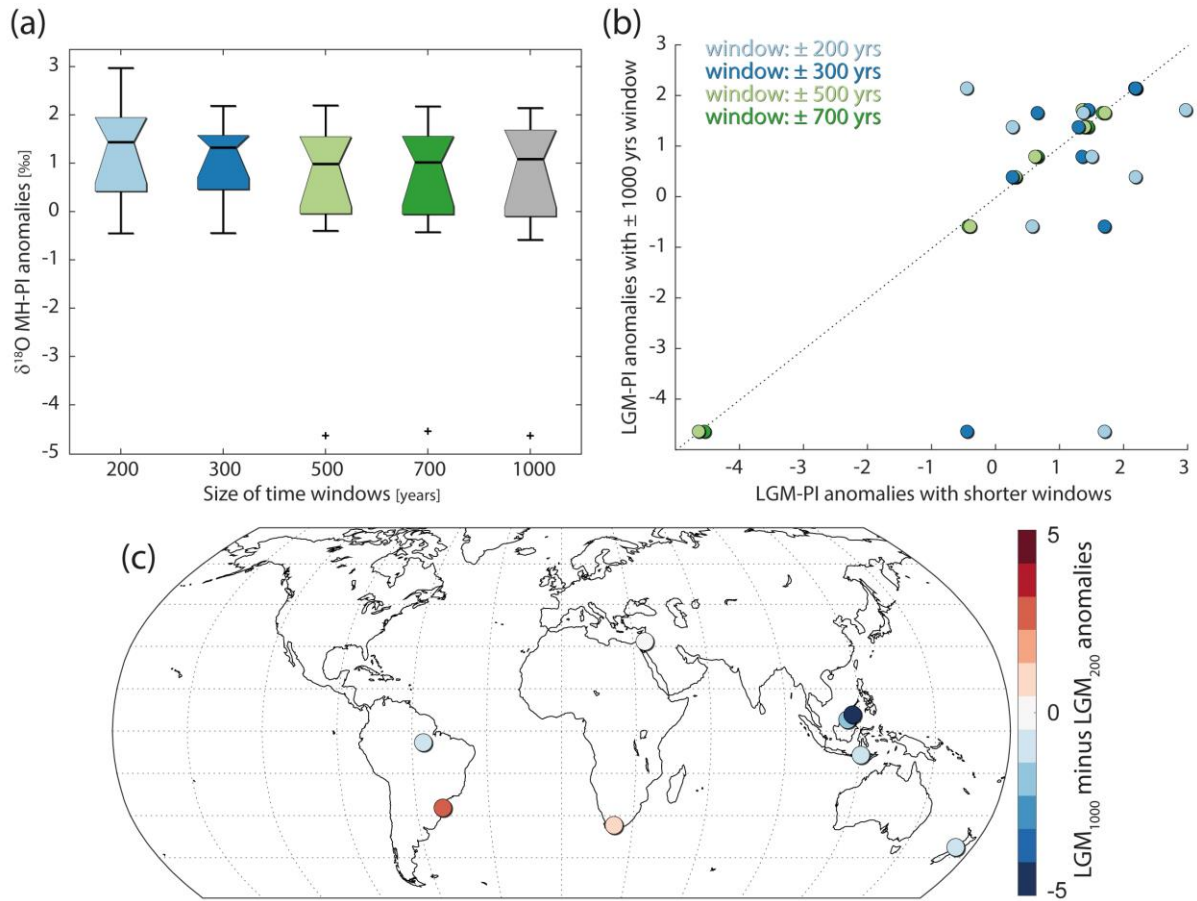 (a)
3
2
1
0
-1
-2
-3
-4
-5
δ¹⁸O MH-PI anomalies [‰]
200
300
500
700
1000
Size of time windows [years]
(b)
window: ± 200 yrs
window: ± 300 yrs
window: ± 500 yrs
window: ± 700 yrs
3
2
1
0
-1
-2
-3
-4
LGM-PI anomalies with ± 1000 yrs window
-4
-3
-2
-1
0
1
2
3
LGM-PI anomalies with shorter windows
(c)
5
0
-5
LGM₁₀₀₀ minus LGM₂₀₀ anomalies